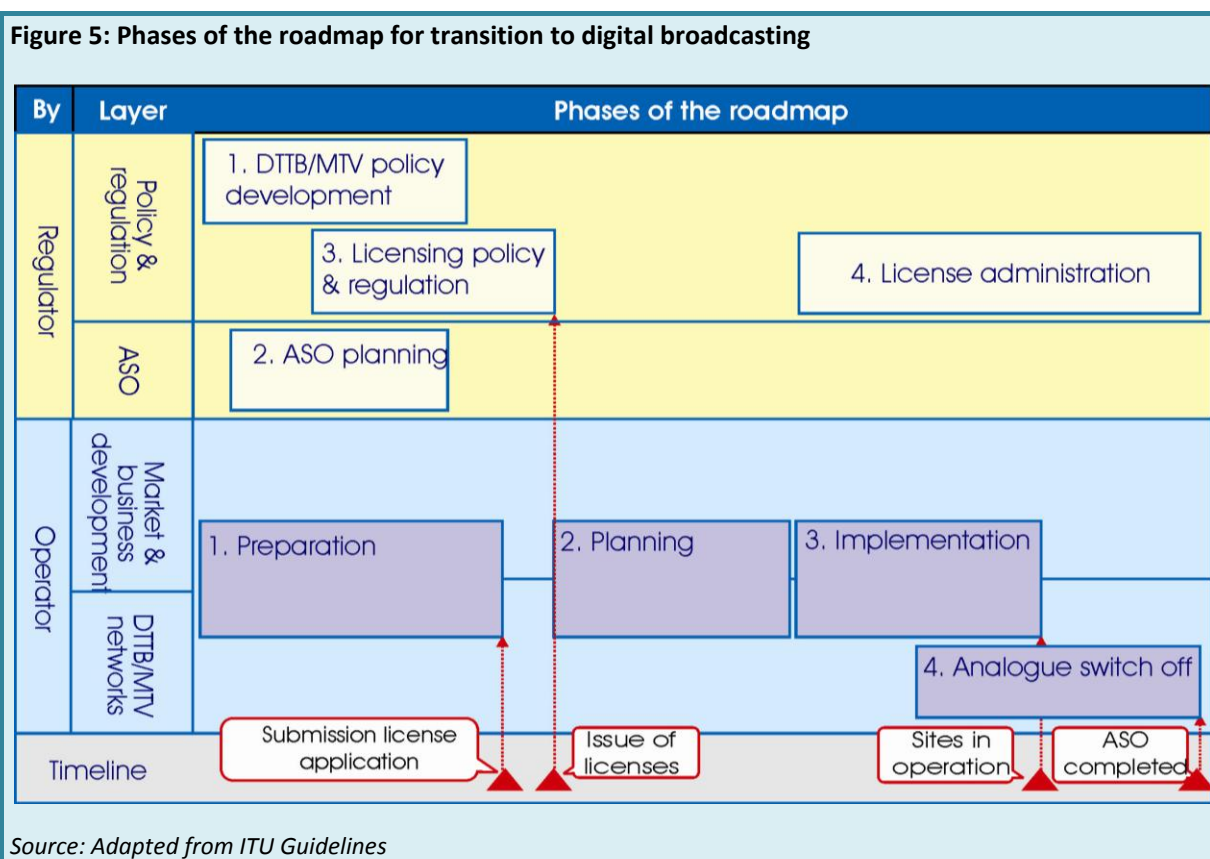 Figure 5: Phases of the roadmap for transition to digital broadcasting
By
Layer
Phases of the roadmap
Regulator
Policy &
regulation
1. DTTB/MTV policy
development
3. Licensing policy
& regulation
4. License administration
ASO
2. ASO planning
Operator
Market &
business
development
1. Preparation
2. Planning
3. Implementation
DTTB/MTV
networks
4. Analogue switch off
Timeline
Submission license
application
Issue of
licenses
Sites in
operation
ASO
completed
Source: Adapted from ITU Guidelines